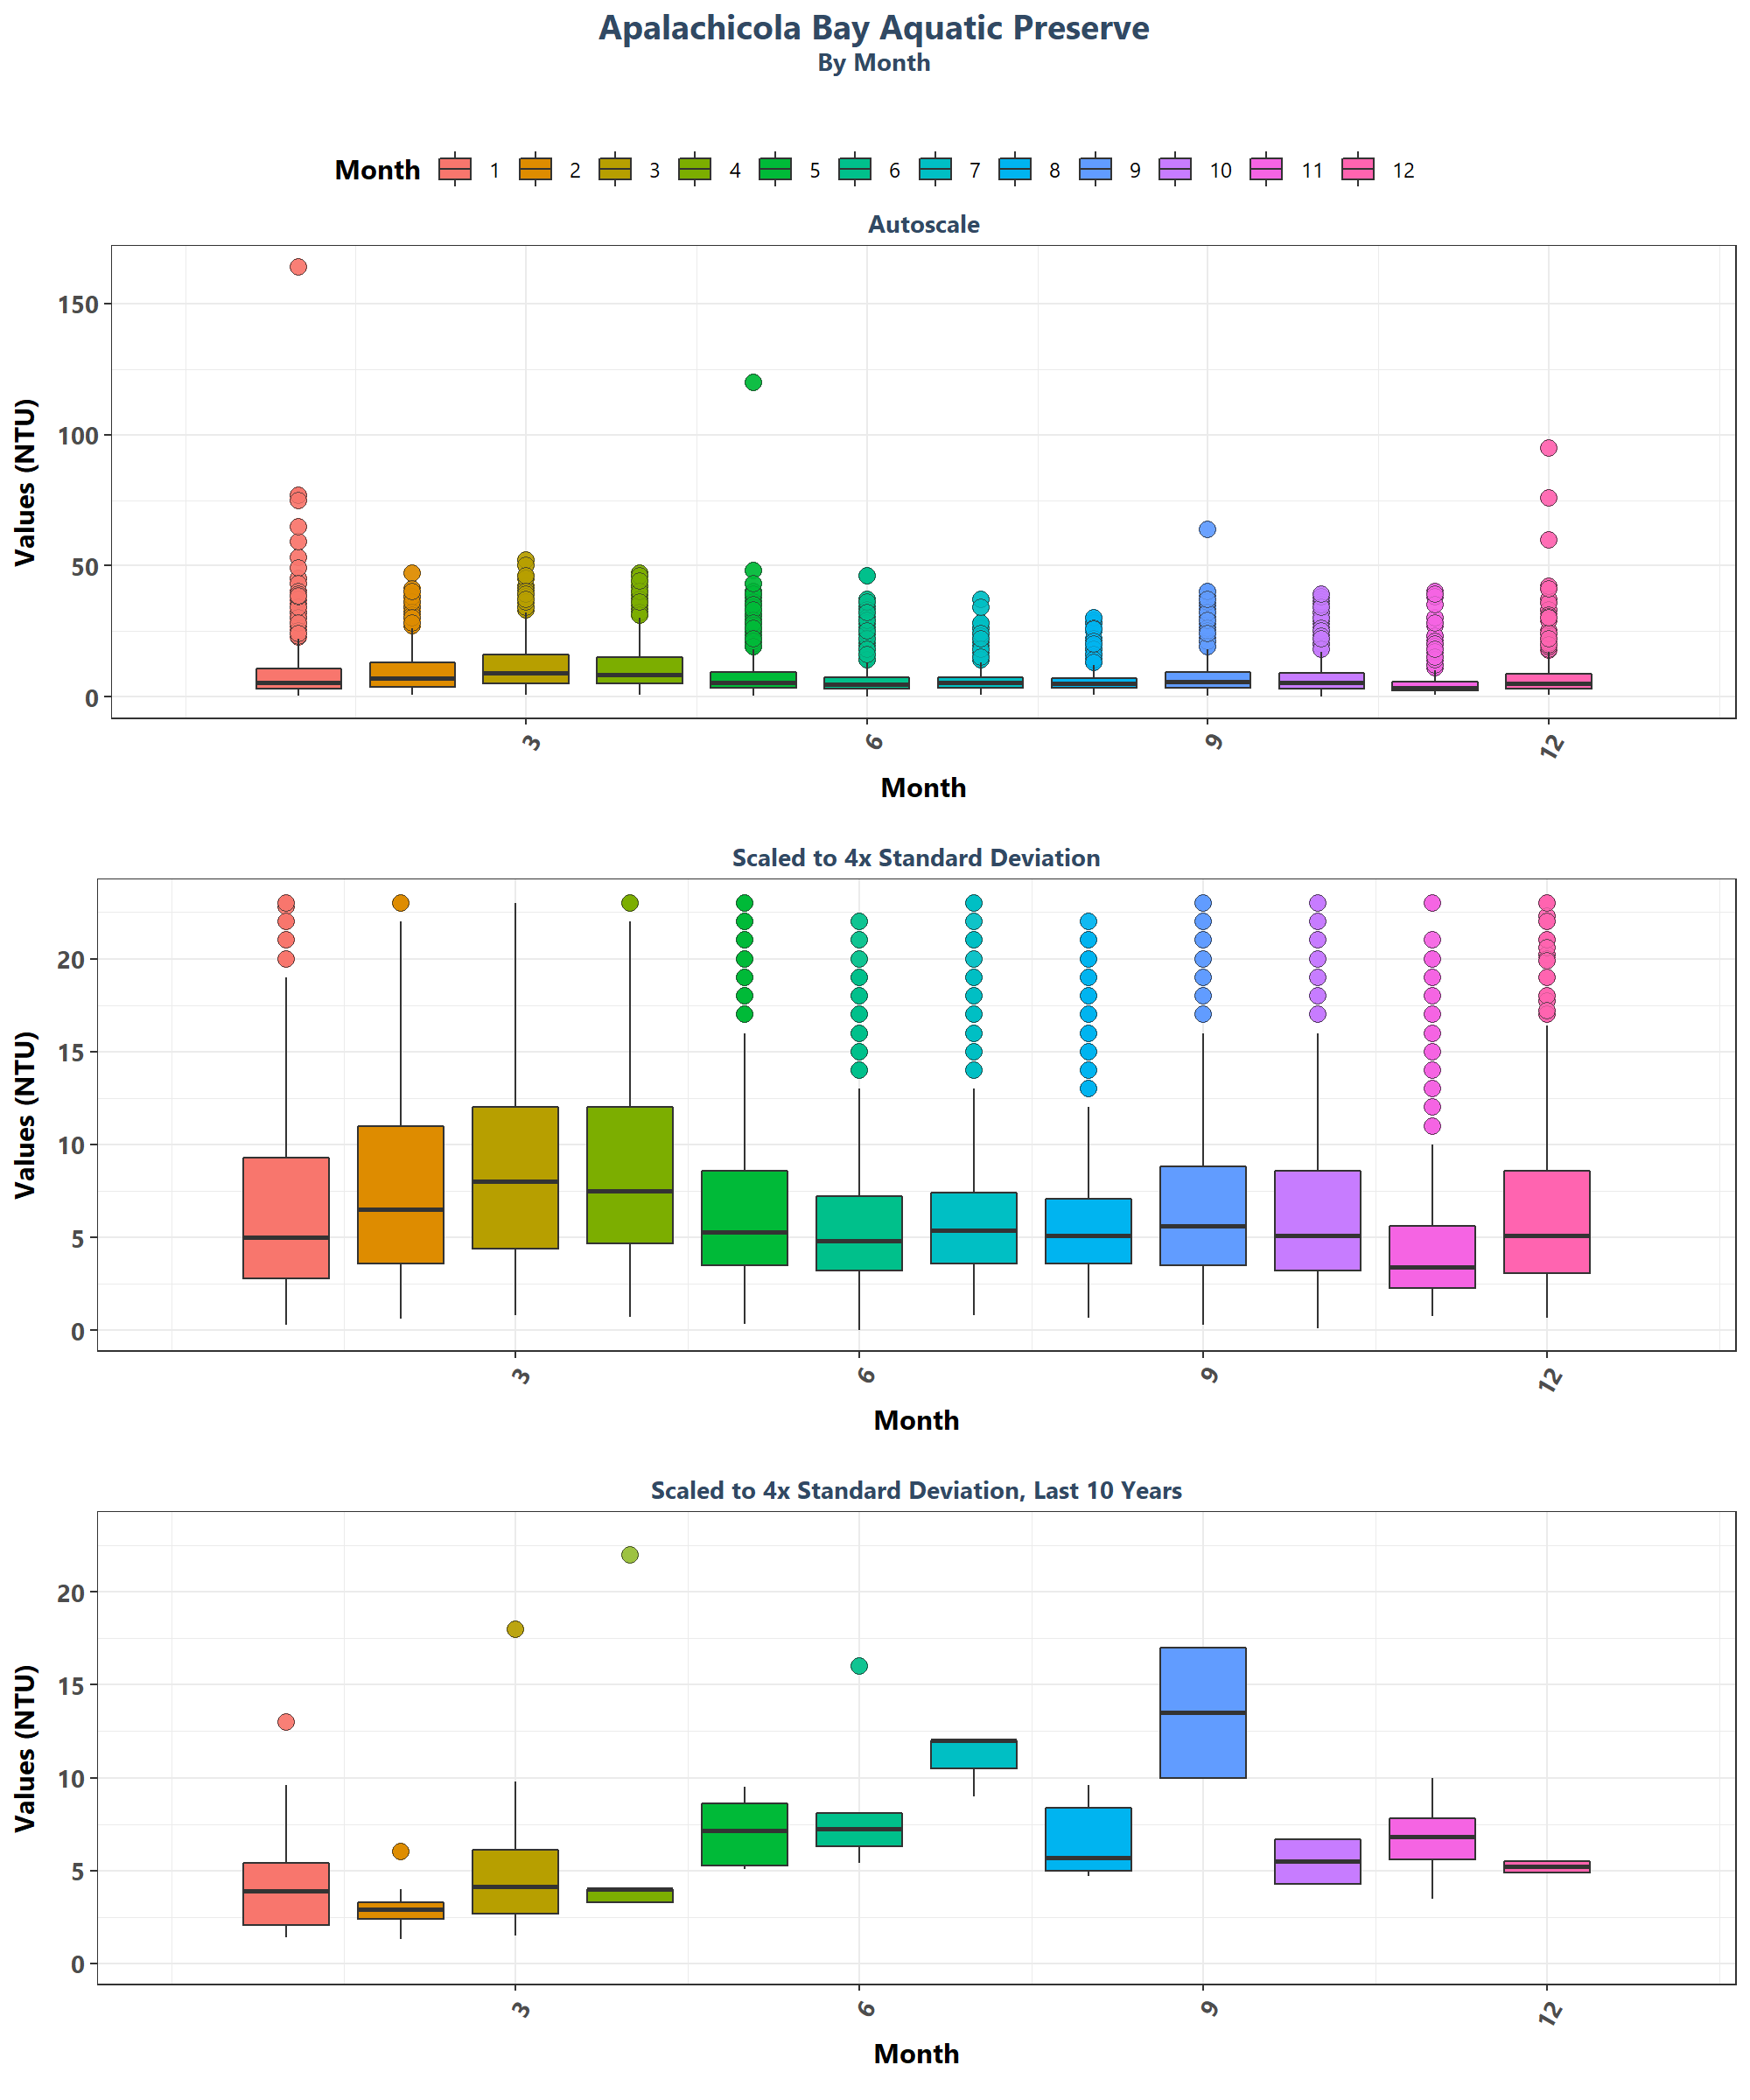 Apalachicola Bay Aquatic Preserve
By Month
Month 1 2 3 4 5 6 7 8 9 10 11 12
Autoscale
Values (NTU)
150
100
50
0
3 6 9 12
Month
Scaled to 4x Standard Deviation
Values (NTU)
20
15
10
5
0
3 6 9 12
Month
Scaled to 4x Standard Deviation, Last 10 Years
Values (NTU)
20
15
10
5
0
3 6 9 12
Month